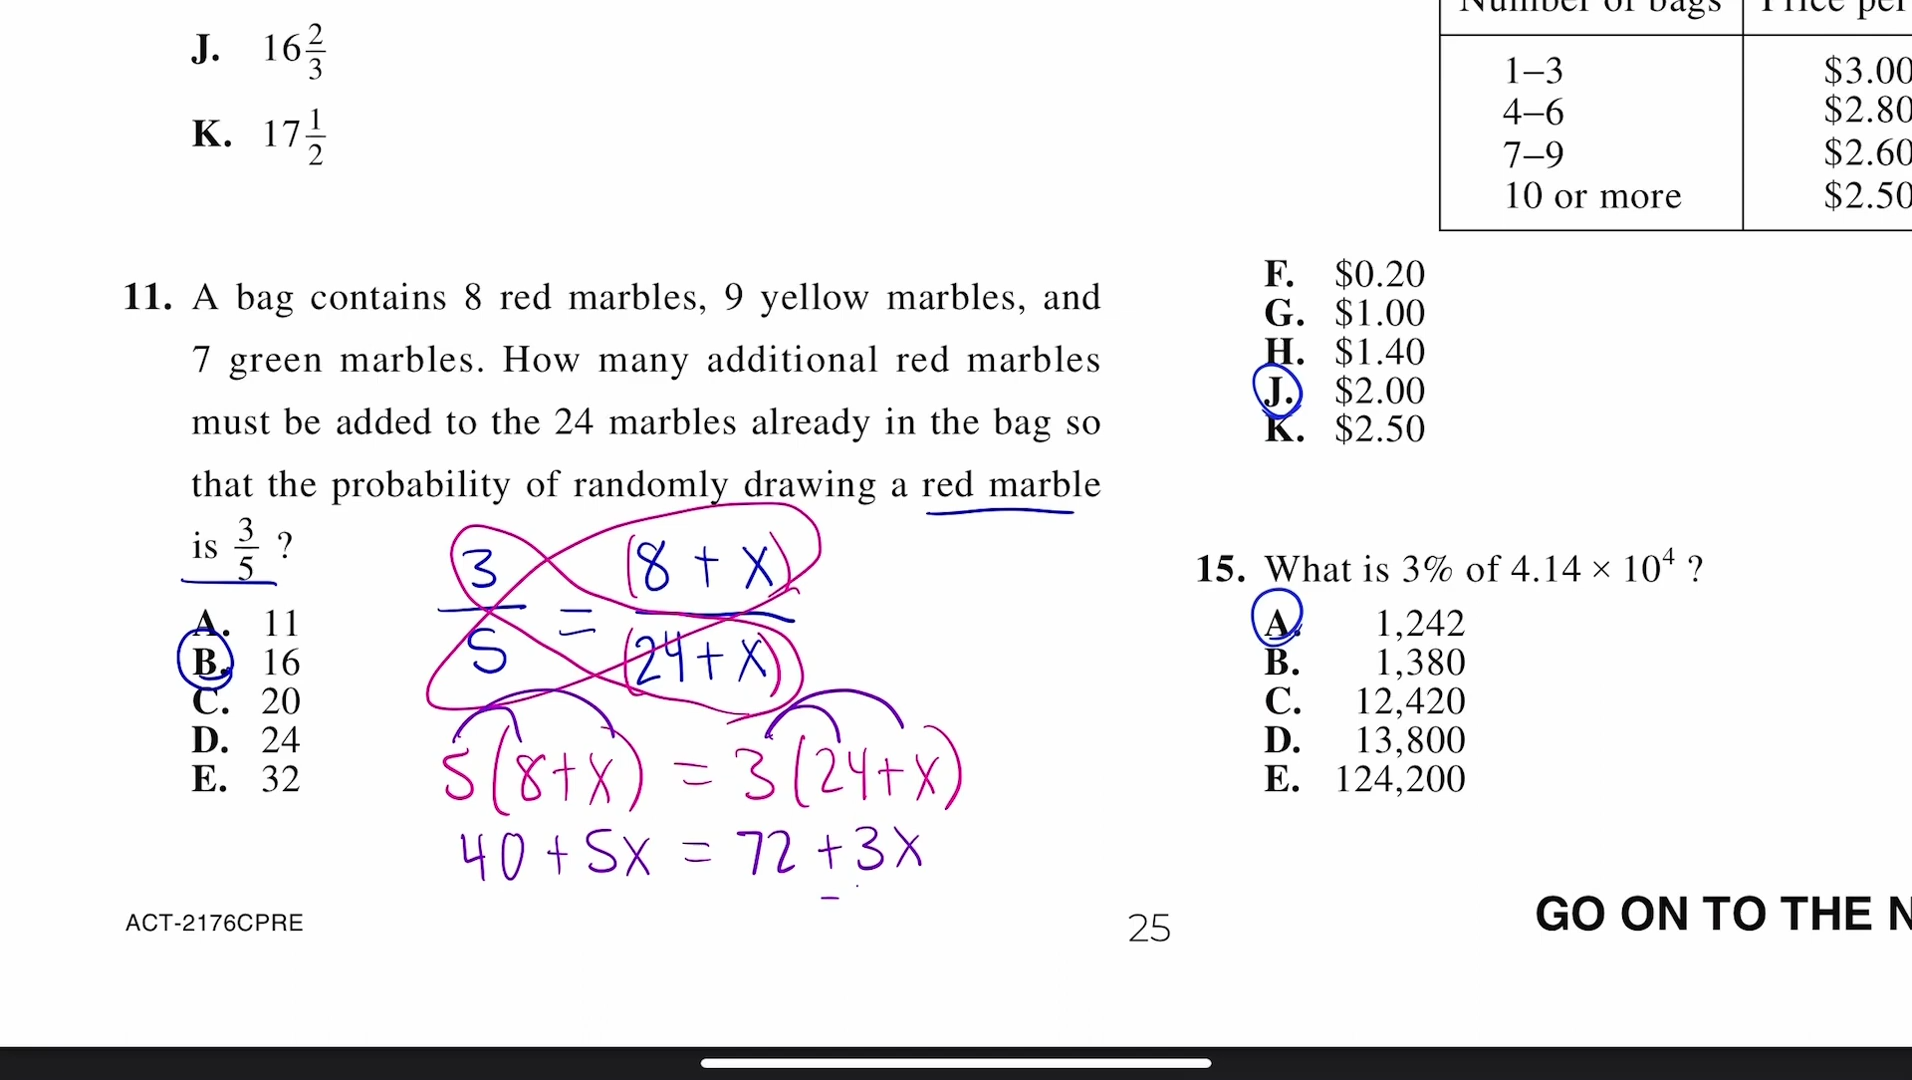 J. 16 2/3
K. 17 1/2
11. A bag contains 8 red marbles, 9 yellow marbles, and
7 green marbles. How many additional red marbles
must be added to the 24 marbles already in the bag so
that the probability of randomly drawing a red marble
is 3/5 ?
A. 11
B. 16
C. 20
D. 24
E. 32
3/5 = (8 + x)/(24 + x)
5(8+x) = 3(24+x)
40 + 5x = 72 + 3x
-
ACT-2176CPRE
Number of bags Price per
1–3 $3.00
4–6 $2.80
7–9 $2.60
10 or more $2.50
F. $0.20
G. $1.00
H. $1.40
J. $2.00
K. $2.50
15. What is 3% of 4.14 × 10⁴ ?
A. 1,242
B. 1,380
C. 12,420
D. 13,800
E. 124,200
25
GO ON TO THE N